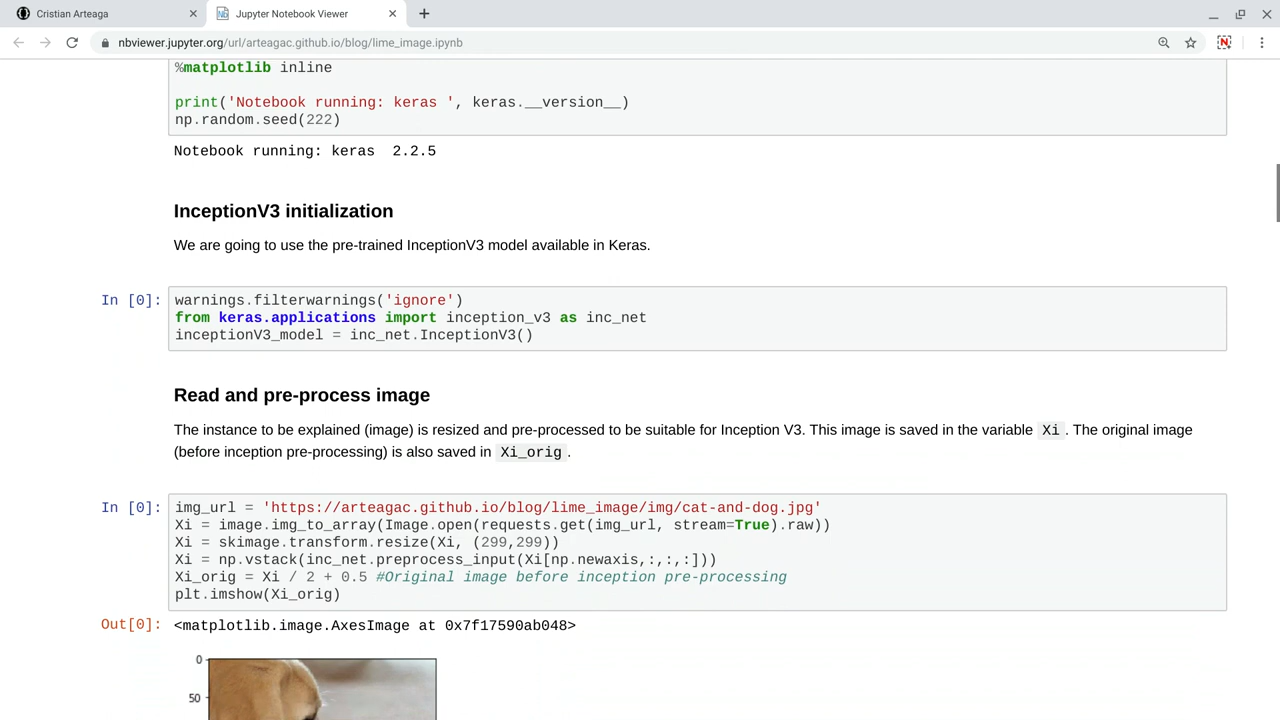 Cristian Arteaga
Jupyter Notebook Viewer
nbviewer.jupyter.org/url/arteagac.github.io/blog/lime_image.ipynb
%matplotlib inline
print('Notebook running: keras ', keras.__version__)
np.random.seed(222)
Notebook running: keras  2.2.5
InceptionV3 initialization
We are going to use the pre-trained InceptionV3 model available in Keras.
In [0]:
warnings.filterwarnings('ignore')
from keras.applications import inception_v3 as inc_net
inceptionV3_model = inc_net.InceptionV3()
Read and pre-process image
The instance to be explained (image) is resized and pre-processed to be suitable for Inception V3. This image is saved in the variable Xi . The original image
(before inception pre-processing) is also saved in Xi_orig .
In [0]:
img_url = 'https://arteagac.github.io/blog/lime_image/img/cat-and-dog.jpg'
Xi = image.img_to_array(Image.open(requests.get(img_url, stream=True).raw))
Xi = skimage.transform.resize(Xi, (299,299))
Xi = np.vstack(inc_net.preprocess_input(Xi[np.newaxis,:,:,:]))
Xi_orig = Xi / 2 + 0.5 #Original image before inception pre-processing
plt.imshow(Xi_orig)
Out[0]: <matplotlib.image.AxesImage at 0x7f17590ab048>
0
50